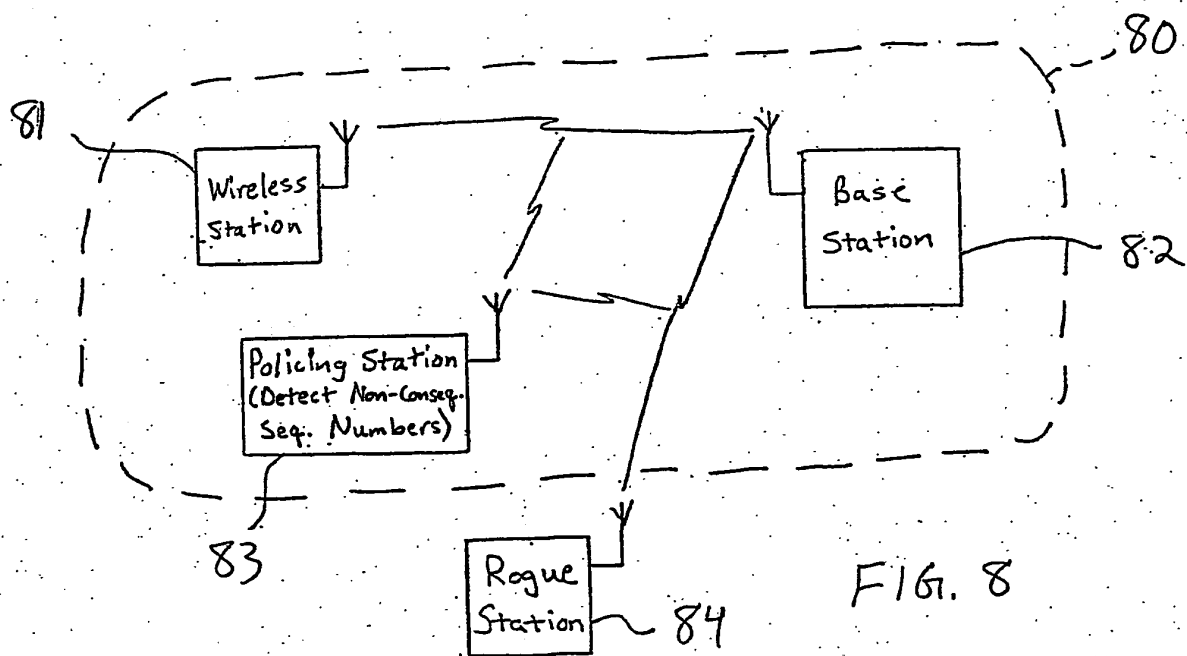 80
81
Wireless
Station
Base
Station
82
Policing Station
(Detect Non-Conseq.
Seq. Numbers)
83
Rogue
Station
84
FIG. 8